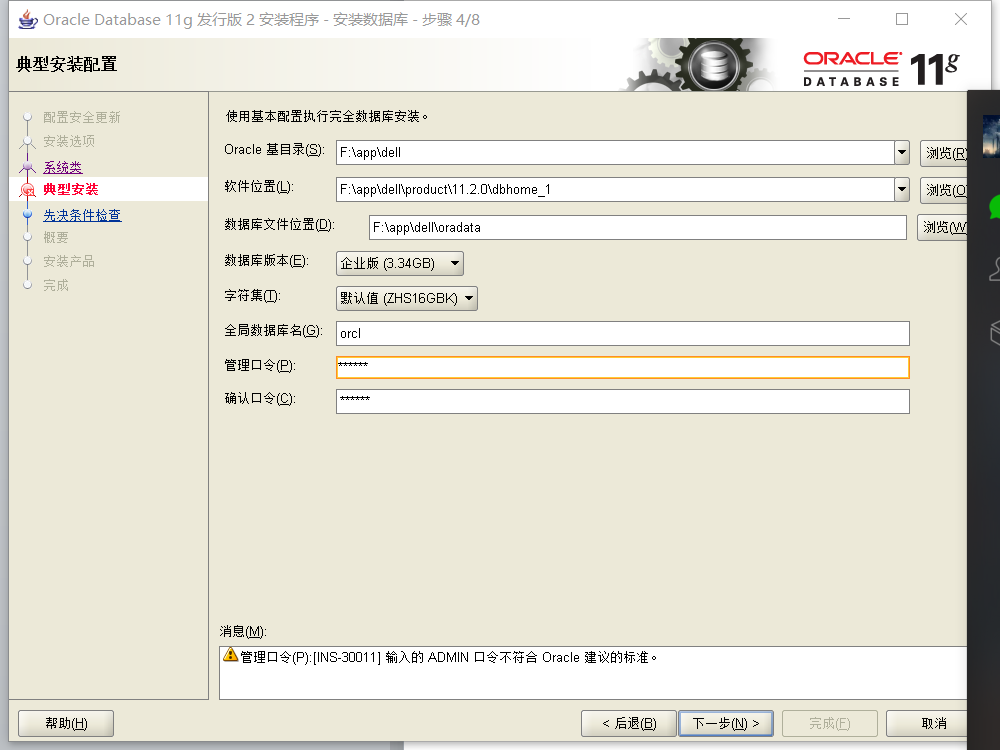 Oracle Database 11g 发行版 2 安装程序 - 安装数据库 - 步骤 4/8
典型安装配置
ORACLE 11g
DATABASE
配置安全更新
安装选项
系统类
典型安装
先决条件检查
概要
安装产品
完成
使用基本配置执行完全数据库安装。
Oracle 基目录(S): F:\app\dell 浏览(R)
软件位置(L): F:\app\dell\product\11.2.0\dbhome_1 浏览(O
数据库文件位置(D): F:\app\dell\oradata 浏览(W
数据库版本(E): 企业版 (3.34GB)
字符集(T): 默认值 (ZHS16GBK)
全局数据库名(G): orcl
管理口令(P): ******
确认口令(C): ******
消息(M):
管理口令(P):[INS-30011] 输入的 ADMIN 口令不符合 Oracle 建议的标准。
帮助(H) < 后退(B) 下一步(N) > 完成(F) 取消